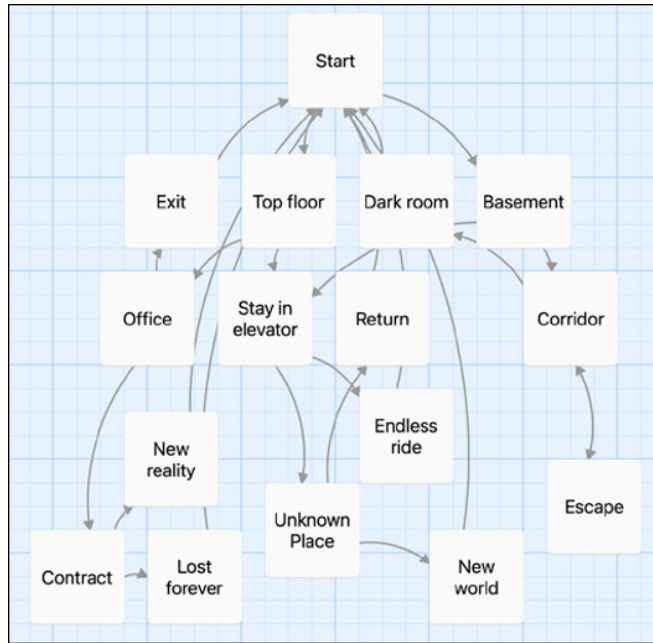 Start
Exit
Top floor
Dark room
Basement
Office
Stay in
elevator
Return
Corridor
New
reality
Endless
ride
Escape
Unknown
Place
Contract
Lost
forever
New
world